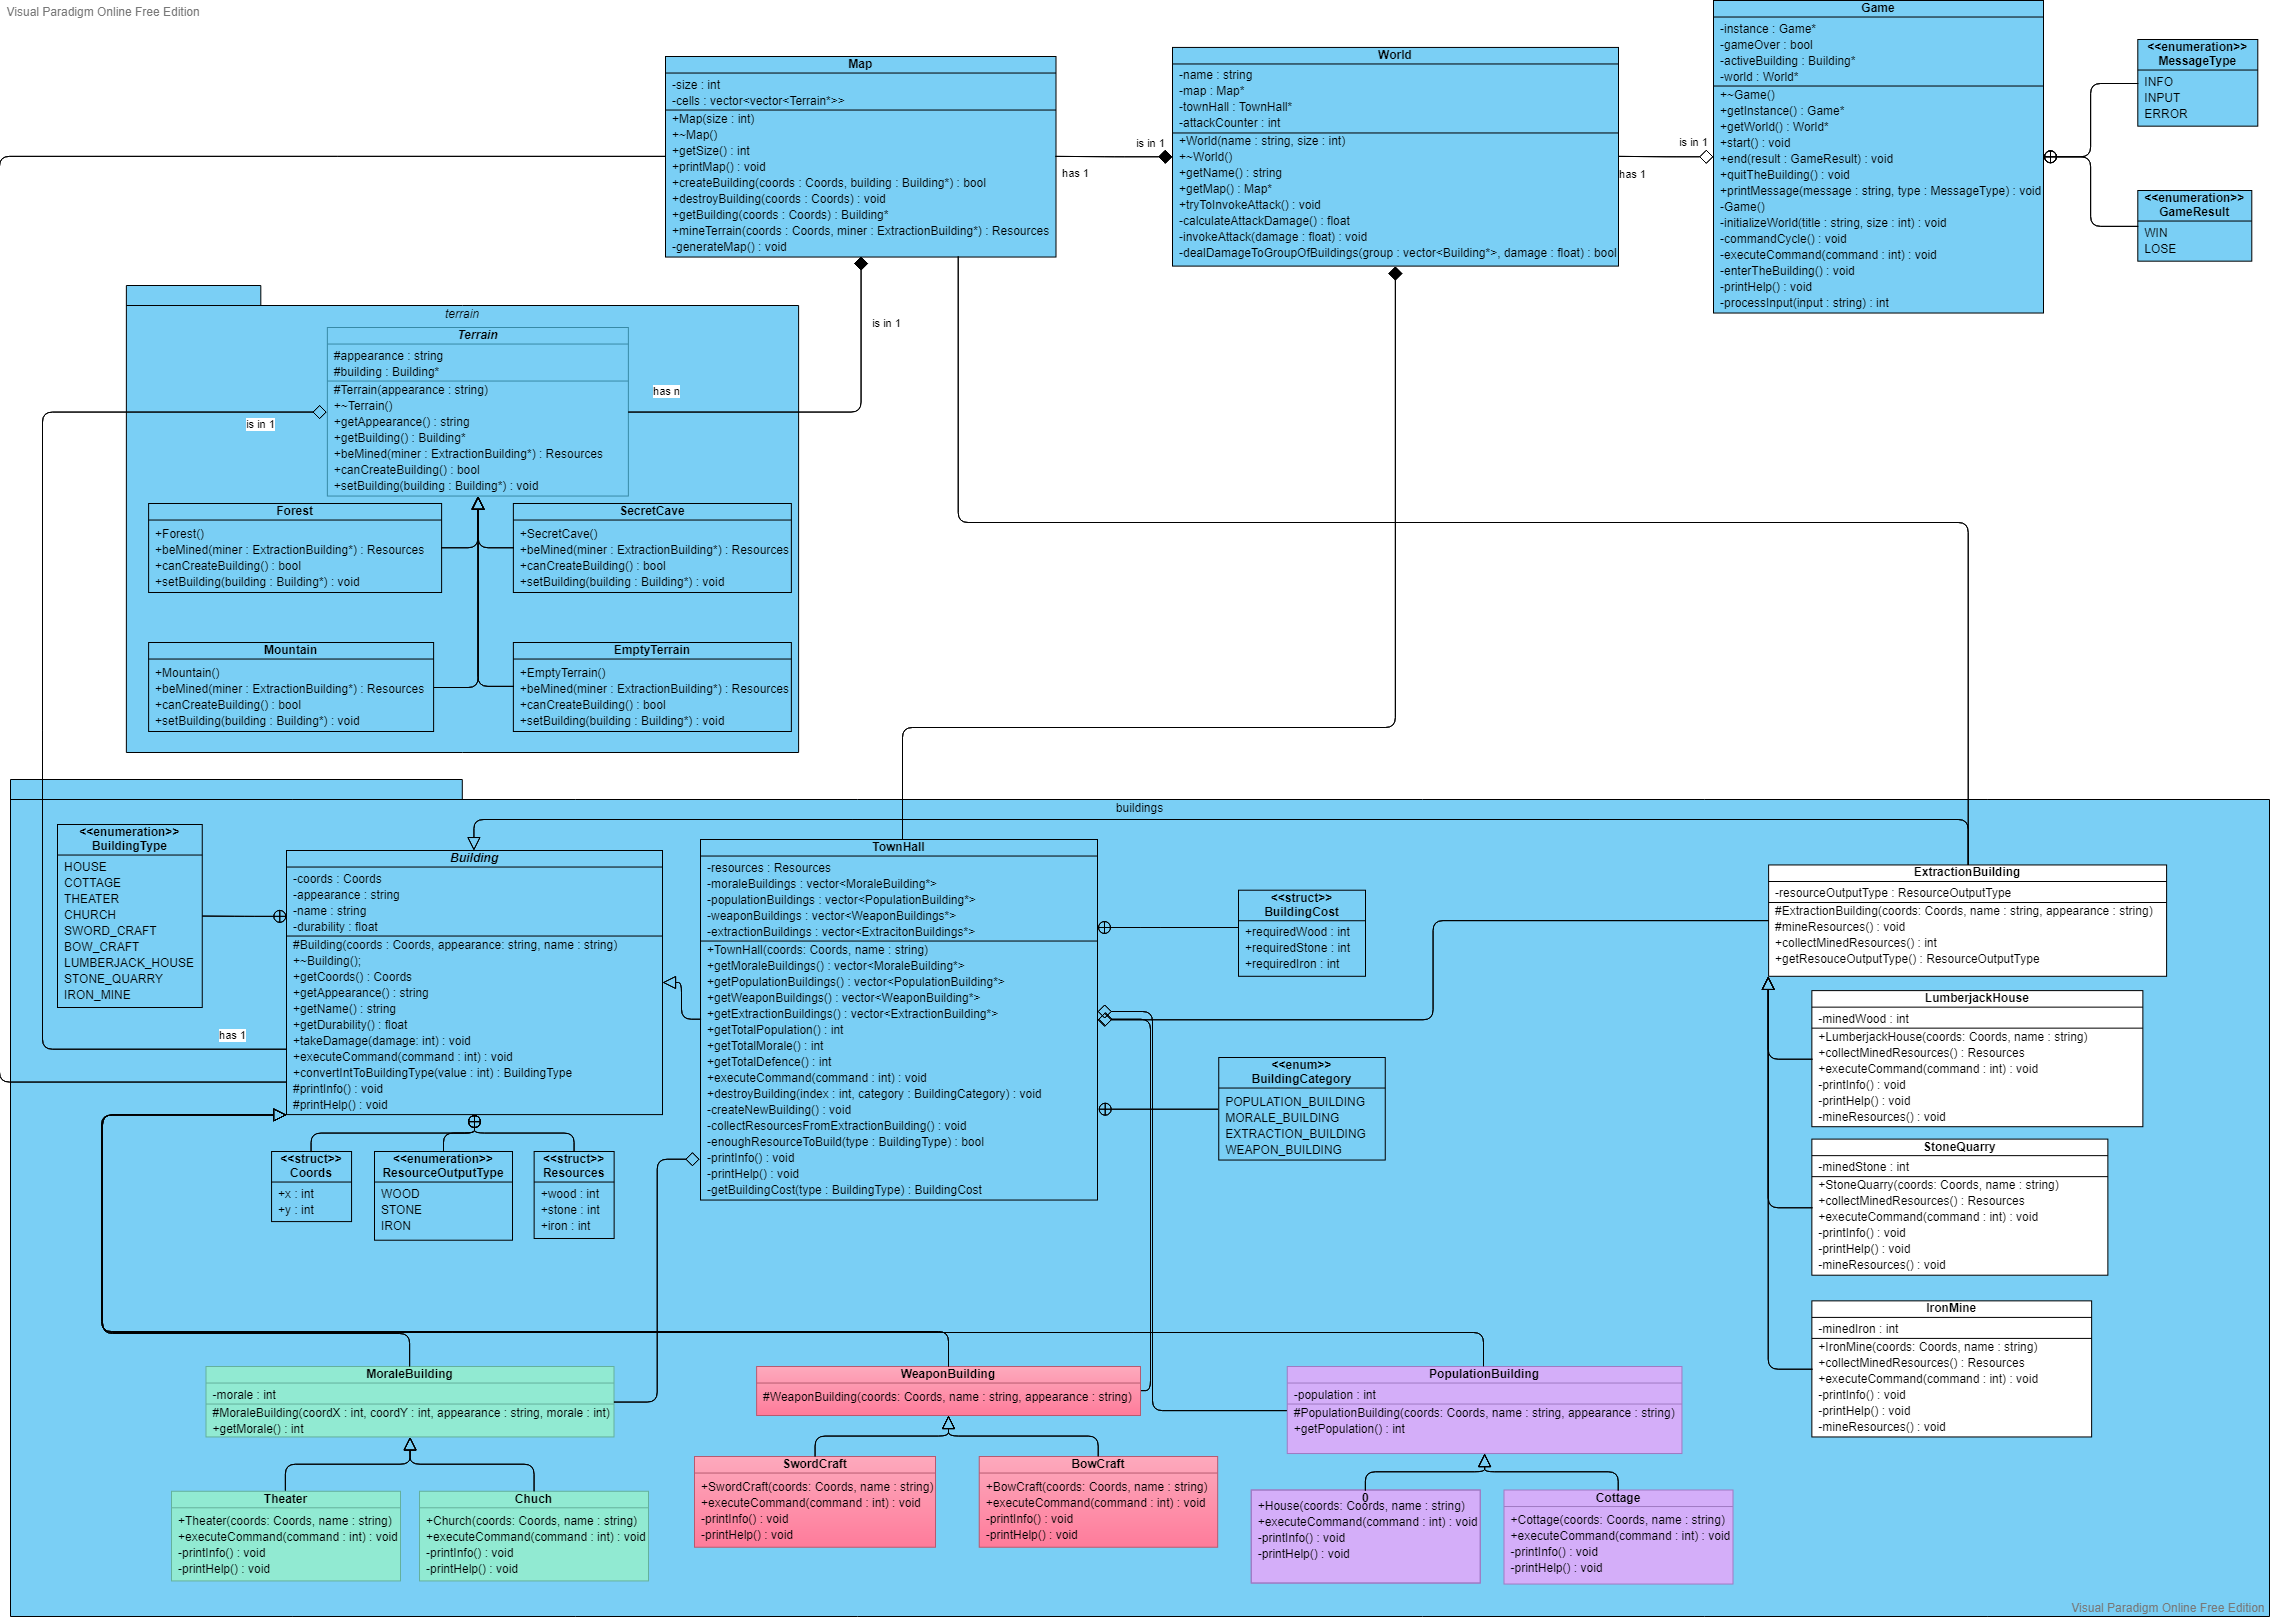 Visual Paradigm Online Free Edition
Map
-size : int
-cells : vector<vector<Terrain*>>
+Map(size : int)
+~Map()
+getSize() : int
+printMap() : void
+createBuilding(coords : Coords, building : Building*) : bool
+destroyBuilding(coords : Coords) : void
+getBuilding(coords : Coords) : Building*
+mineTerrain(coords : Coords, miner : ExtractionBuilding*) : Resources
-generateMap() : void
is in 1
has 1
World
-name : string
-map : Map*
-townHall : TownHall*
-attackCounter : int
+World(name : string, size : int)
+~World()
+getName() : string
+getMap() : Map*
+tryToInvokeAttack() : void
-calculateAttackDamage() : float
-invokeAttack(damage : float) : void
-dealDamageToGroupOfBuildings(group : vector<Building*>, damage : float) : bool
is in 1
has 1
Game
-instance : Game*
-gameOver : bool
-activeBuilding : Building*
-world : World*
+~Game()
+getInstance() : Game*
+getWorld() : World*
+start() : void
+end(result : GameResult) : void
+quitTheBuilding() : void
+printMessage(message : string, type : MessageType) : void
-Game()
-initializeWorld(title : string, size : int) : void
-commandCycle() : void
-executeCommand(command : int) : void
-enterTheBuilding() : void
-printHelp() : void
-processInput(input : string) : int
<<enumeration>>
MessageType
INFO
INPUT
ERROR
<<enumeration>>
GameResult
WIN
LOSE
terrain
Terrain
#appearance : string
#building : Building*
#Terrain(appearance : string)
+~Terrain()
+getAppearance() : string
+getBuilding() : Building*
+beMined(miner : ExtractionBuilding*) : Resources
+canCreateBuilding() : bool
+setBuilding(building : Building*) : void
is in 1
has n
is in 1
Forest
+Forest()
+beMined(miner : ExtractionBuilding*) : Resources
+canCreateBuilding() : bool
+setBuilding(building : Building*) : void
SecretCave
+SecretCave()
+beMined(miner : ExtractionBuilding*) : Resources
+canCreateBuilding() : bool
+setBuilding(building : Building*) : void
Mountain
+Mountain()
+beMined(miner : ExtractionBuilding*) : Resources
+canCreateBuilding() : bool
+setBuilding(building : Building*) : void
EmptyTerrain
+EmptyTerrain()
+beMined(miner : ExtractionBuilding*) : Resources
+canCreateBuilding() : bool
+setBuilding(building : Building*) : void
buildings
<<enumeration>>
BuildingType
HOUSE
COTTAGE
THEATER
CHURCH
SWORD_CRAFT
BOW_CRAFT
LUMBERJACK_HOUSE
STONE_QUARRY
IRON_MINE
has 1
Building
-coords : Coords
-appearance : string
-name : string
-durability : float
#Building(coords : Coords, appearance: string, name : string)
+~Building();
+getCoords() : Coords
+getAppearance() : string
+getName() : string
+getDurability() : float
+takeDamage(damage: int) : void
+executeCommand(command : int) : void
+convertIntToBuildingType(value : int) : BuildingType
#printInfo() : void
#printHelp() : void
<<struct>>
Coords
+x : int
+y : int
<<enumeration>>
ResourceOutputType
WOOD
STONE
IRON
<<struct>>
Resources
+wood : int
+stone : int
+iron : int
TownHall
-resources : Resources
-moraleBuildings : vector<MoraleBuilding*>
-populationBuildings : vector<PopulationBuilding*>
-weaponBuildings : vector<WeaponBuildings*>
-extractionBuildings : vector<ExtracitonBuildings*>
+TownHall(coords: Coords, name : string)
+getMoraleBuildings() : vector<MoraleBuilding*>
+getPopulationBuildings() : vector<PopulationBuilding*>
+getWeaponBuildings() : vector<WeaponBuilding*>
+getExtractionBuildings() : vector<ExtractionBuilding*>
+getTotalPopulation() : int
+getTotalMorale() : int
+getTotalDefence() : int
+executeCommand(command : int) : void
+destroyBuilding(index : int, category : BuildingCategory) : void
-createNewBuilding() : void
-collectResourcesFromExtractionBuilding() : void
-enoughResourceToBuild(type : BuildingType) : bool
-printInfo() : void
-printHelp() : void
-getBuildingCost(type : BuildingType) : BuildingCost
<<struct>>
BuildingCost
+requiredWood : int
+requiredStone : int
+requiredIron : int
<<enum>>
BuildingCategory
POPULATION_BUILDING
MORALE_BUILDING
EXTRACTION_BUILDING
WEAPON_BUILDING
ExtractionBuilding
-resourceOutputType : ResourceOutputType
#ExtractionBuilding(coords: Coords, name : string, appearance : string)
#mineResources() : void
+collectMinedResources() : int
+getResouceOutputType() : ResourceOutputType
LumberjackHouse
-minedWood : int
+LumberjackHouse(coords: Coords, name : string)
+collectMinedResources() : Resources
+executeCommand(command : int) : void
-printInfo() : void
-printHelp() : void
-mineResources() : void
StoneQuarry
-minedStone : int
+StoneQuarry(coords: Coords, name : string)
+collectMinedResources() : Resources
+executeCommand(command : int) : void
-printInfo() : void
-printHelp() : void
-mineResources() : void
IronMine
-minedIron : int
+IronMine(coords: Coords, name : string)
+collectMinedResources() : Resources
+executeCommand(command : int) : void
-printInfo() : void
-printHelp() : void
-mineResources() : void
MoraleBuilding
-morale : int
#MoraleBuilding(coordX : int, coordY : int, appearance : string, morale : int)
+getMorale() : int
Theater
+Theater(coords: Coords, name : string)
+executeCommand(command : int) : void
-printInfo() : void
-printHelp() : void
Chuch
+Church(coords: Coords, name : string)
+executeCommand(command : int) : void
-printInfo() : void
-printHelp() : void
WeaponBuilding
#WeaponBuilding(coords: Coords, name : string, appearance : string)
SwordCraft
+SwordCraft(coords: Coords, name : string)
+executeCommand(command : int) : void
-printInfo() : void
-printHelp() : void
BowCraft
+BowCraft(coords: Coords, name : string)
+executeCommand(command : int) : void
-printInfo() : void
-printHelp() : void
PopulationBuilding
-population : int
#PopulationBuilding(coords: Coords, name : string, appearance : string)
+getPopulation() : int
0
+House(coords: Coords, name : string)
+executeCommand(command : int) : void
-printInfo() : void
-printHelp() : void
Cottage
+Cottage(coords: Coords, name : string)
+executeCommand(command : int) : void
-printInfo() : void
-printHelp() : void
Visual Paradigm Online Free Edition